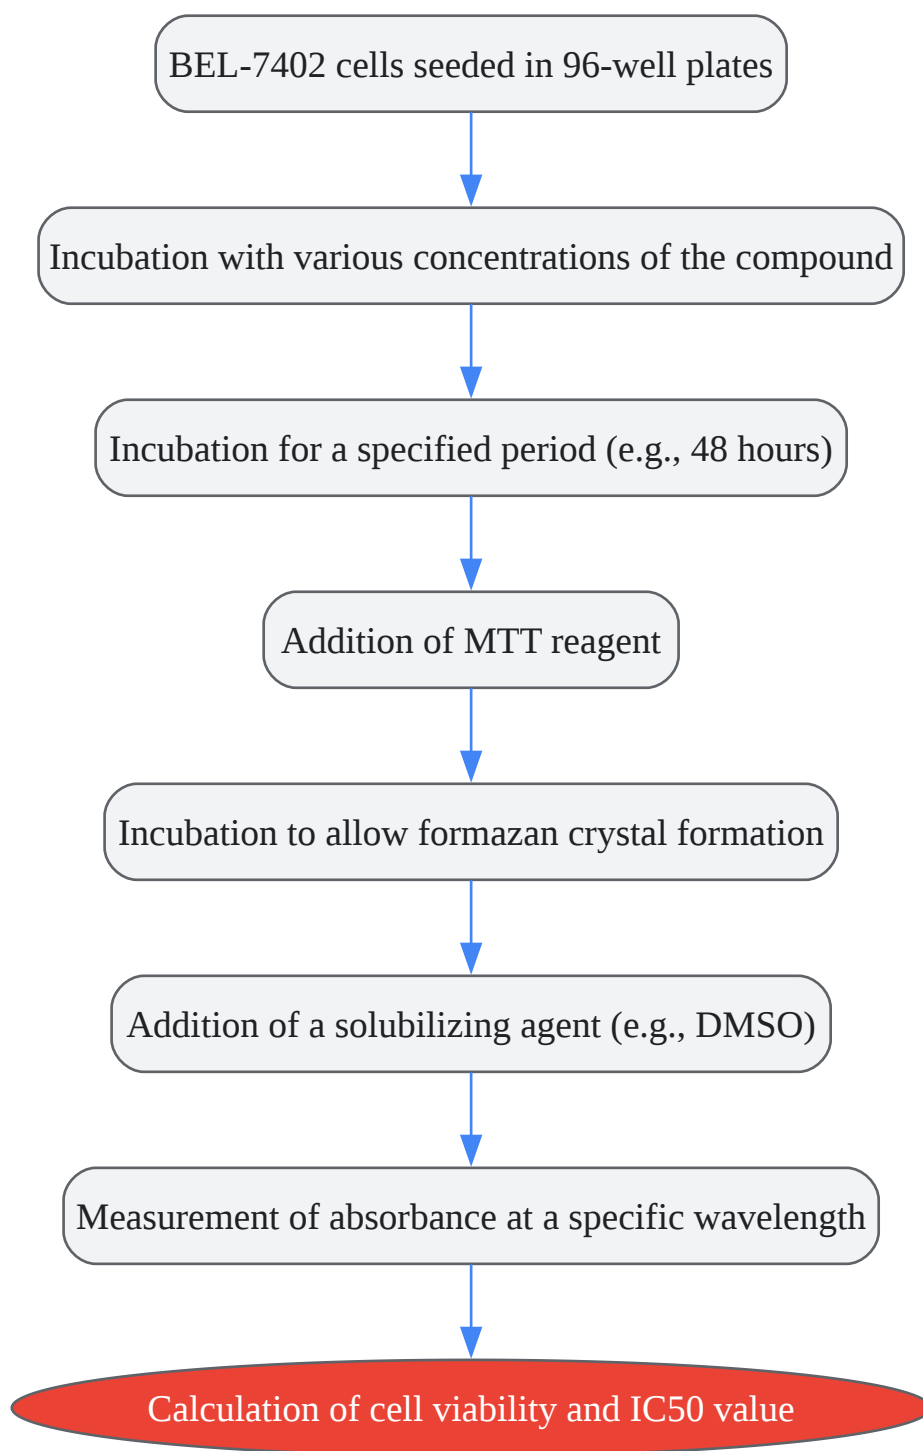 BEL-7402 cells seeded in 96-well plates
Incubation with various concentrations of the compound
Incubation for a specified period (e.g., 48 hours)
Addition of MTT reagent
Incubation to allow formazan crystal formation
Addition of a solubilizing agent (e.g., DMSO)
Measurement of absorbance at a specific wavelength
Calculation of cell viability and IC50 value